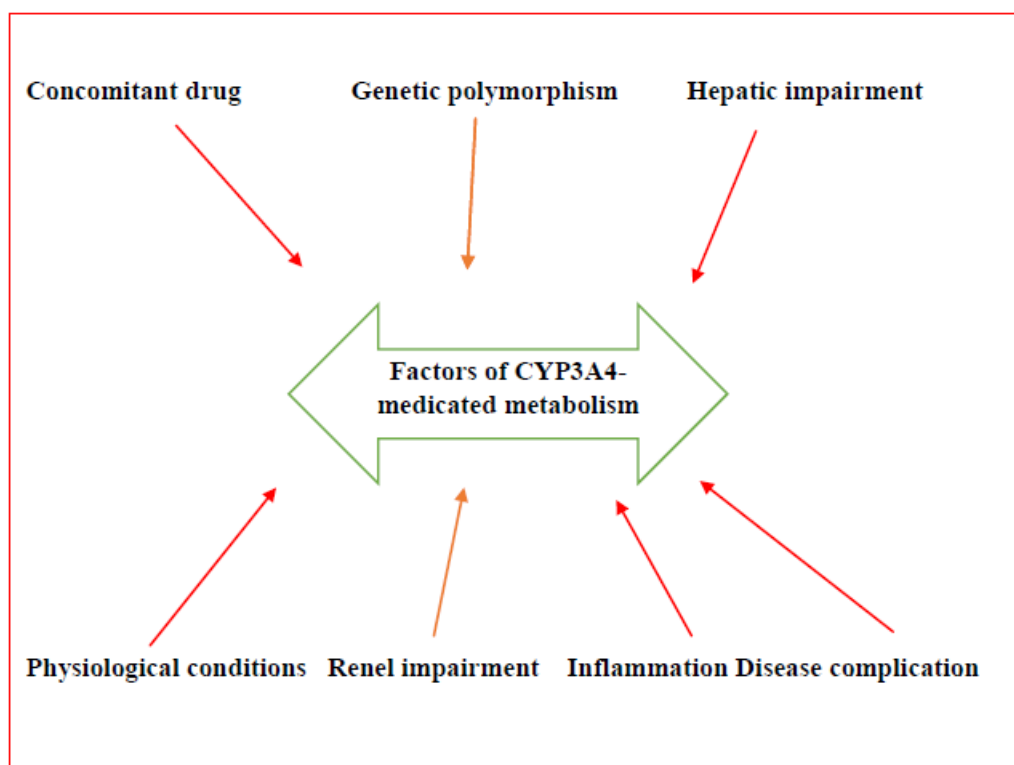 Concomitant drug Genetic polymorphism Hepatic impairment
Factors of CYP3A4-
medicated metabolism
Physiological conditions Renel impairment Inflammation Disease complication